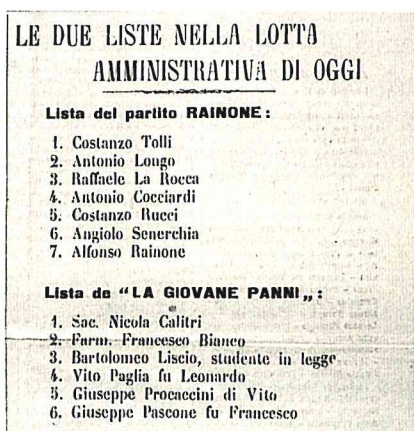 LE DUE LISTE NELLA LOTTA
AMMINISTRATIVA DI OGGI
Lista del partito RAINONE:
1. Costanzo Tolli
2. Antonio Longo
3. Raffaele La Rocca
4. Antonio Cocciardi
5. Costanzo Rucci
6. Angiolo Senerchia
7. Alfonso Rainone
Lista de "LA GIOVANE PANNI„:
1. Sac. Nicola Calitri
2. Farm. Francesco Bianco
3. Bartolomeo Liscio, studente in legge
4. Vito Paglia fu Leonardo
5. Giuseppe Procaccini di Vito
6. Giuseppe Pascone fu Francesco